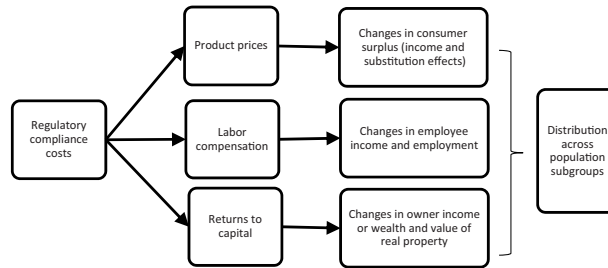 Product prices
Changes in consumer
surplus (income and
substitution effects)
Regulatory
compliance
costs
Labor
compensation
Changes in employee
income and employment
Distribution
across
population
subgroups
Returns to
capital
Changes in owner income
or wealth and value of
real property